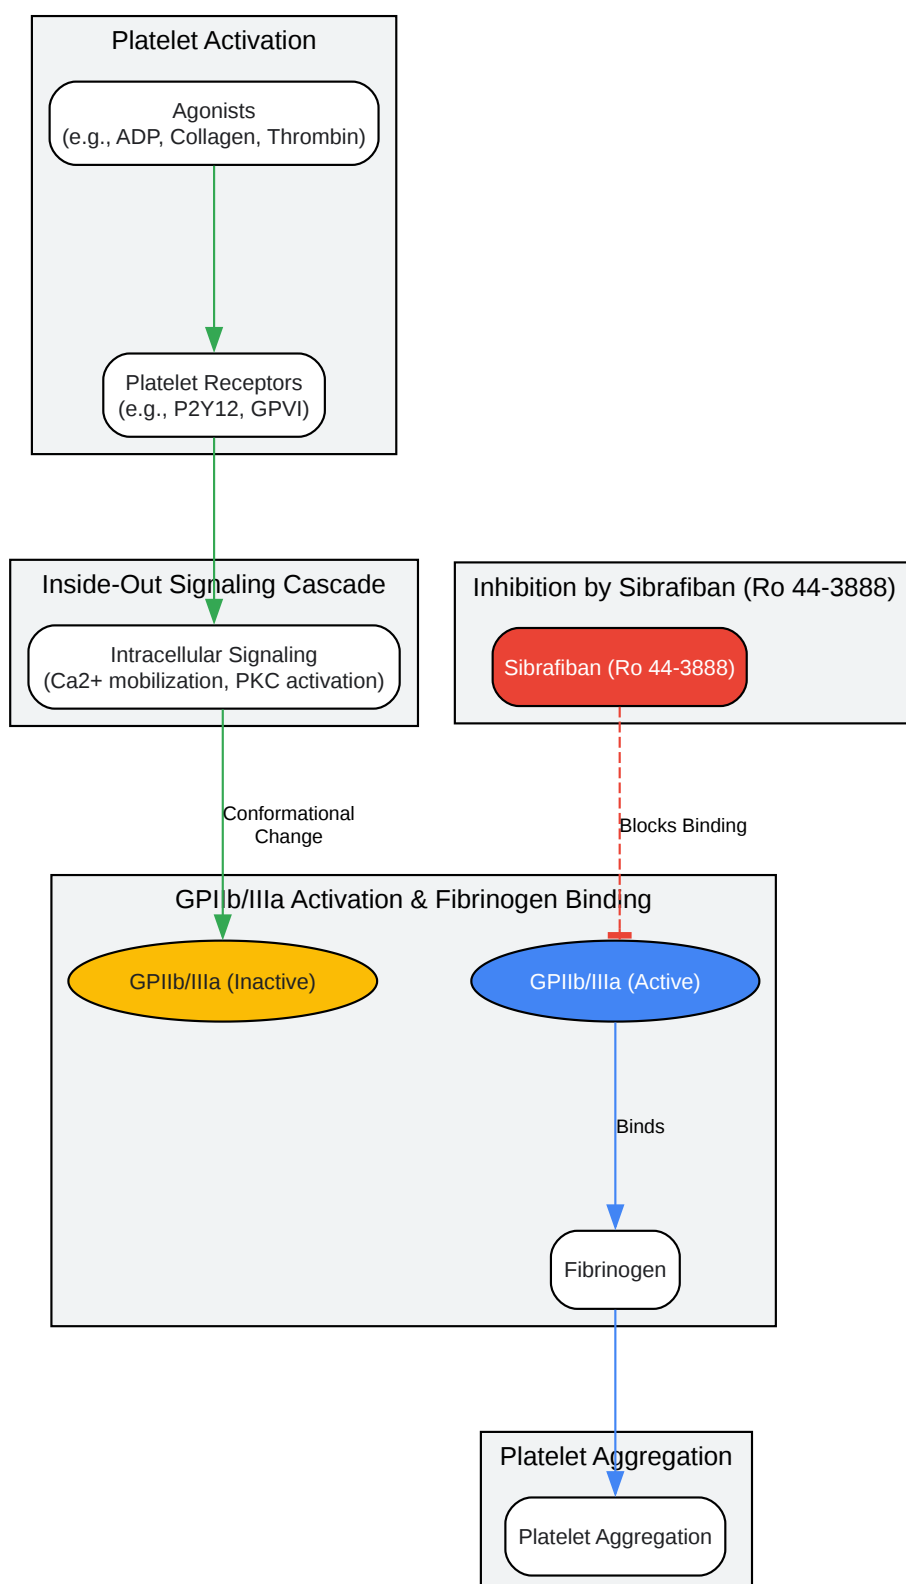 Platelet Activation
Agonists
(e.g., ADP, Collagen, Thrombin)
Platelet Receptors
(e.g., P2Y12, GPVI)
Inside-Out Signaling Cascade
Intracellular Signaling
(Ca2+ mobilization, PKC activation)
Inhibition by Sibrafiban (Ro 44-3888)
Sibrafiban (Ro 44-3888)
Conformational
Change
Blocks Binding
GPIIb/IIIa Activation & Fibrinogen Binding
GPIIb/IIIa (Inactive)
GPIIb/IIIa (Active)
Binds
Fibrinogen
Platelet Aggregation
Platelet Aggregation